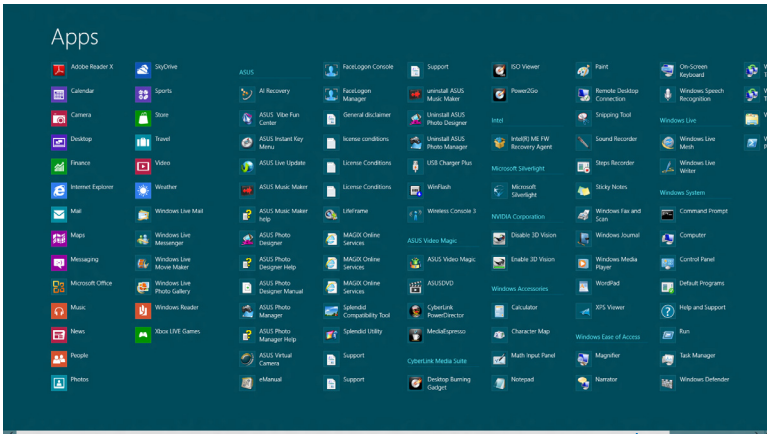 Apps
Adobe Reader X
Calendar
Camera
Desktop
Finance
Internet Explorer
Mail
Maps
Messaging
Microsoft Office
Music
News
People
Photos
SkyDrive
Sports
Store
Travel
Video
Weather
Windows Live Mail
Windows Live
Messenger
Windows Live
Movie Maker
Windows Live
Photo Gallery
Windows Reader
Xbox LIVE Games
ASUS
AI Recovery
ASUS Vibe Fun
Center
ASUS Instant Key
Menu
ASUS Live Update
ASUS Music Maker
ASUS Music Maker
help
ASUS Photo
Designer
ASUS Photo
Designer Help
ASUS Photo
Designer Manual
ASUS Photo
Manager
ASUS Photo
Manager Help
ASUS Virtual
Camera
eManual
FaceLogon Console
FaceLogon
Manager
General disclaimer
license conditions
License Conditions
License Conditions
LifeFrame
MAGIX Online
Services
MAGIX Online
Services
Splendid
Compatibility Tool
Splendid Utility
Support
Support
Support
uninstall ASUS
Music Maker
Uninstall ASUS
Photo Designer
Uninstall ASUS
Photo Manager
USB Charger Plus
WinFlash
Wireless Console 3
ASUS Video Magic
ASUS Video Magic
ASUSDVD
CyberLink
PowerDirector
MediaEspresso
CyberLink Media Suite
Desktop Burning
Gadget
ISO Viewer
Power2Go
Intel
Intel(R) ME FW
Recovery Agent
Microsoft Silverlight
Microsoft
Silverlight
NVIDIA Corporation
Disable 3D Vision
Enable 3D Vision
Windows Accessories
Calculator
Character Map
Math Input Panel
Notepad
Paint
Remote Desktop
Connection
Snipping Tool
Sound Recorder
Steps Recorder
Sticky Notes
Windows Fax and
Scan
Windows Journal
Windows Media
Player
WordPad
XPS Viewer
Windows Ease of Access
Magnifier
Narrator
On-Screen
Keyboard
Windows Speech
Recognition
Windows Live
Windows Live
Mesh
Windows Live
Writer
Windows System
Command Prompt
Computer
Control Panel
Default Programs
Help and Support
Run
Task Manager
Windows Defender